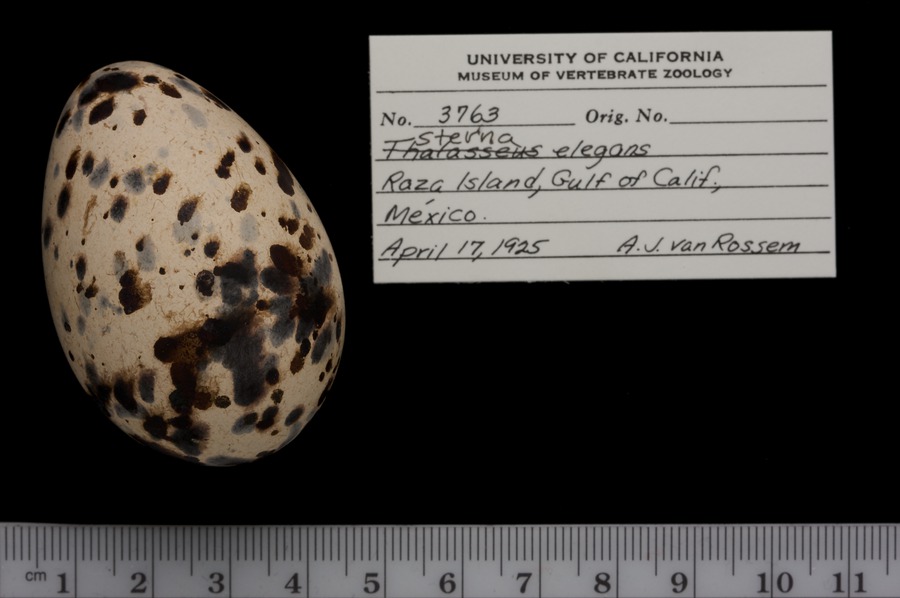 UNIVERSITY OF CALIFORNIA
MUSEUM OF VERTEBRATE ZOOLOGY
No. 3763 Orig. No.
Sterna
Thalasseus elegans
Raza Island, Gulf of Calif.,
México.
April 17, 1925 A.J. van Rossem
cm 1 2 3 4 5 6 7 8 9 10 11